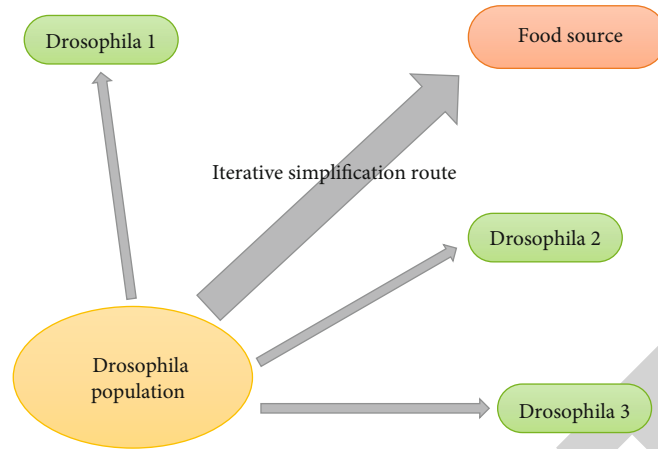 Drosophila 1
Food source
Iterative simplification route
Drosophila 2
Drosophila
population
Drosophila 3